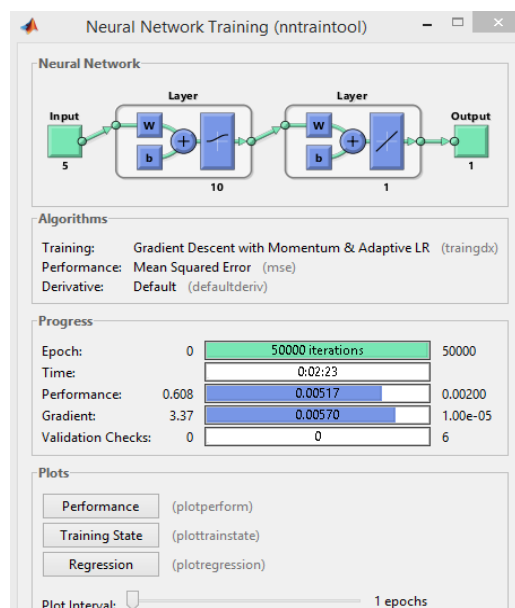 Neural Network Training (nntraintool)
Neural Network
Layer
Layer
Input
Output
W
W
b
b
5
10
1
1
Algorithms
Training: Gradient Descent with Momentum & Adaptive LR (traingdx)
Performance: Mean Squared Error (mse)
Derivative: Default (defaultderiv)
Progress
Epoch: 0 50000 iterations 50000
Time: 0:02:23
Performance: 0.608 0.00517 0.00200
Gradient: 3.37 0.00570 1.00e-05
Validation Checks: 0 0 6
Plots
Performance (plotperform)
Training State (plottrainstate)
Regression (plotregression)
Plot Interval: 1 epochs